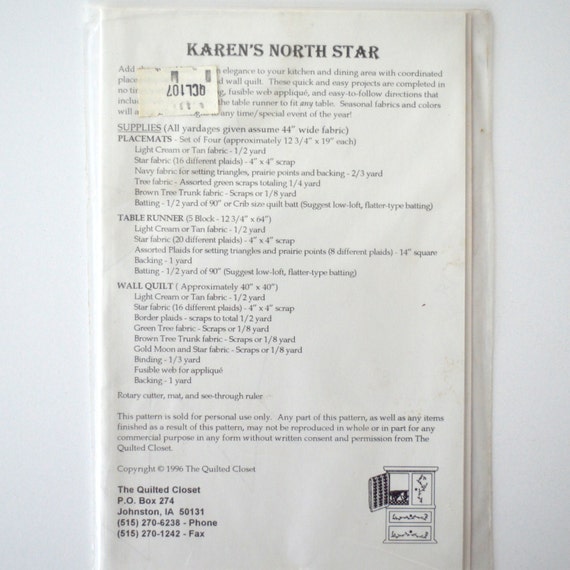 KAREN'S NORTH STAR
Add elegance to your kitchen and dining area with coordinated
place and wall quilt. These quick and easy projects are completed in
no time fusible web appliqué, and easy-to-follow directions that
inclu the table runner to fit any table. Seasonal fabrics and colors
will a any time/special event of the year!
QCL107
SUPPLIES (All yardages given assume 44" wide fabric)
PLACEMATS - Set of Four (approximately 12 3/4" x 19" each)
Light Cream or Tan fabric - 1/2 yard
Star fabric (16 different plaids) - 4" x 4" scrap
Navy fabric for setting triangles, prairie points and backing - 2/3 yard
Tree fabric - Assorted green scraps totaling 1/4 yard
Brown Tree Trunk fabric - Scraps or 1/8 yard
Batting - 1/2 yard of 90" or Crib size quilt batt (Suggest low-loft, flatter-type batting)
TABLE RUNNER (5 Block - 12 3/4" x 64")
Light Cream or Tan fabric - 1/2 yard
Star fabric (20 different plaids) - 4" x 4" scrap
Assorted Plaids for setting triangles and prairie points (8 different plaids) - 14" square
Backing - 1 yard
Batting - 1/2 yard of 90" (Suggest low-loft, flatter-type batting)
WALL QUILT ( Approximately 40" x 40")
Light Cream or Tan fabric - 1/2 yard
Star fabric (16 different plaids) - 4" x 4" scrap
Border plaids - scraps to total 1/2 yard
Green Tree fabric - Scraps or 1/8 yard
Brown Tree Trunk fabric - Scraps or 1/8 yard
Gold Moon and Star fabric - Scraps or 1/8 yard
Binding - 1/3 yard
Fusible web for appliqué
Backing - 1 yard
Rotary cutter, mat, and see-through ruler
This pattern is sold for personal use only. Any part of this pattern, as well as any items
finished as a result of this pattern, may not be reproduced in whole or in part for any
commercial purpose in any form without written consent and permission from The
Quilted Closet.
Copyright © 1996 The Quilted Closet
The Quilted Closet
P.O. Box 274
Johnston, IA 50131
(515) 270-6238 - Phone
(515) 270-1242 - Fax